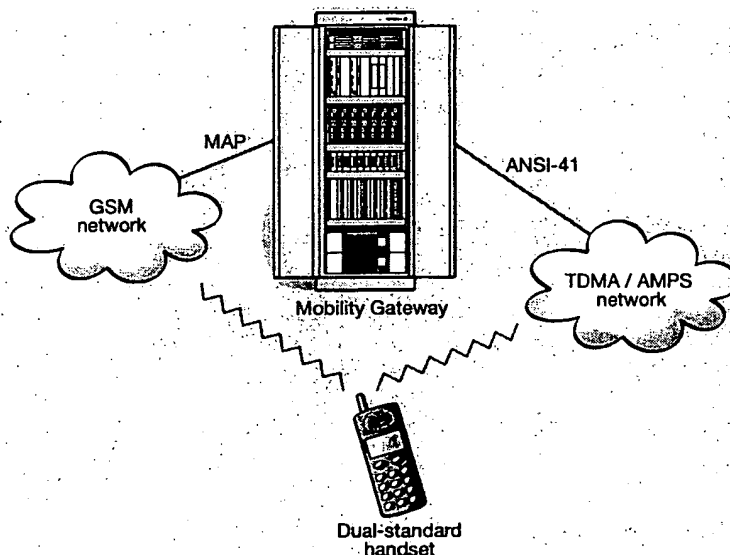 MAP
ANSI-41
GSM
network
TDMA / AMPS
network
Mobility Gateway
Dual-standard
handset